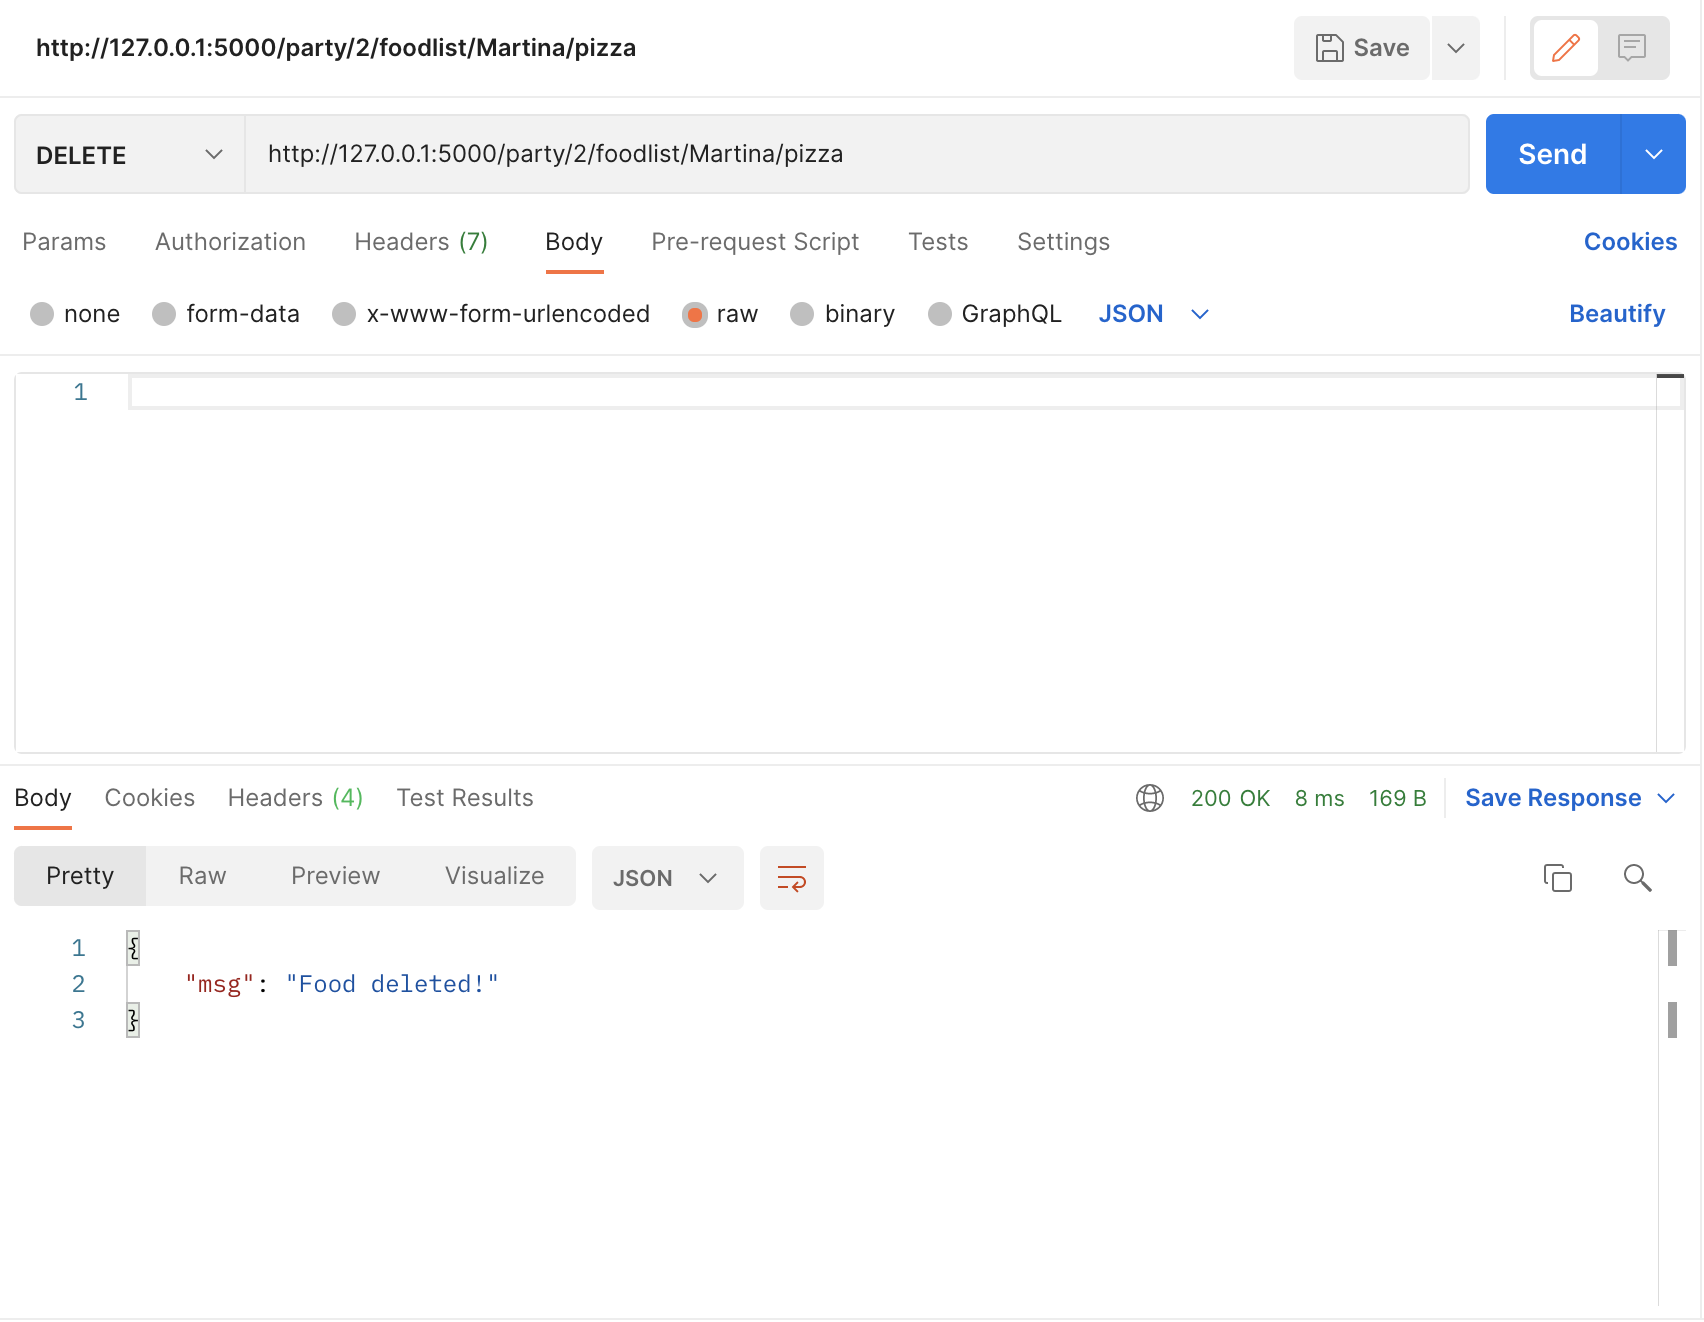 http://127.0.0.1:5000/party/2/foodlist/Martina/pizza
Save
DELETE
http://127.0.0.1:5000/party/2/foodlist/Martina/pizza
Send
Params Authorization Headers (7) Body Pre-request Script Tests Settings Cookies
none form-data x-www-form-urlencoded raw binary GraphQL JSON Beautify
1
Body Cookies Headers (4) Test Results 200 OK 8 ms 169 B Save Response
Pretty Raw Preview Visualize JSON
1 {
2 "msg": "Food deleted!"
3 }